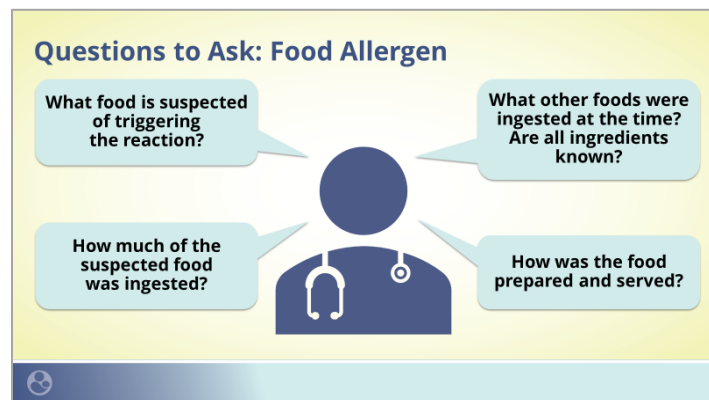 Questions to Ask: Food Allergen
What food is suspected
of triggering
the reaction?
What other foods were
ingested at the time?
Are all ingredients
known?
How much of the
suspected food
was ingested?
How was the food
prepared and served?